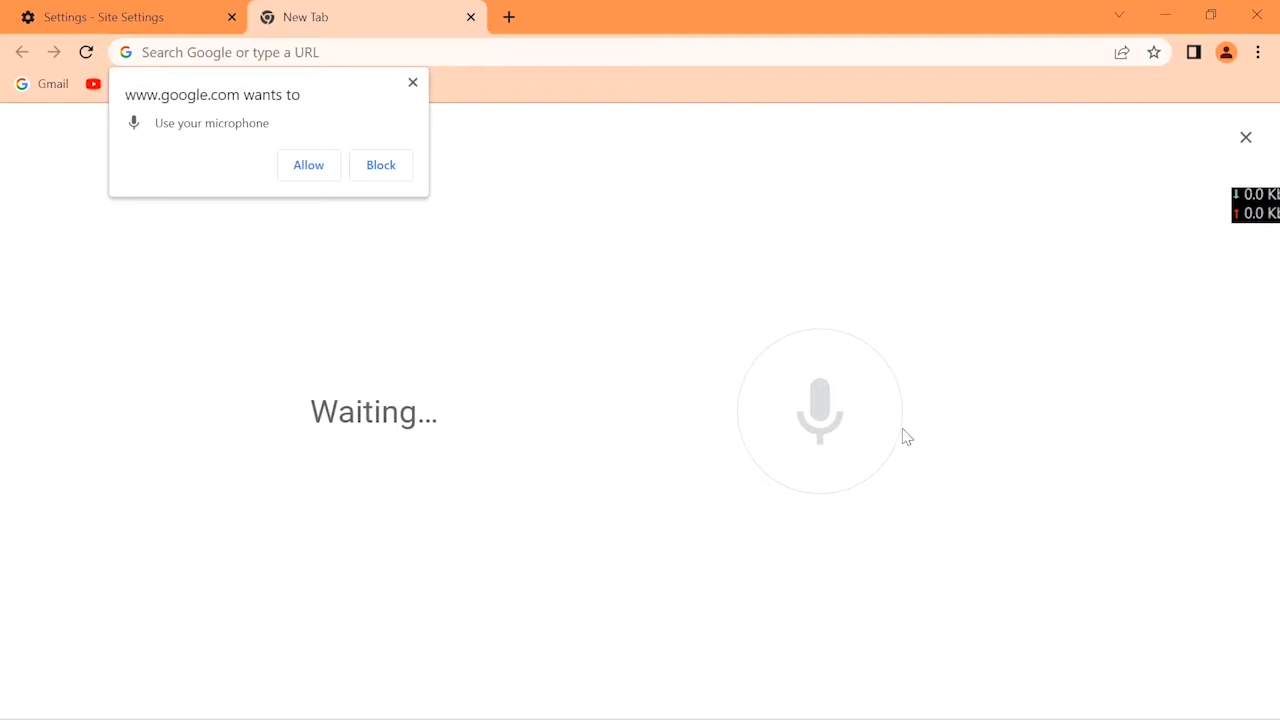 Settings - Site Settings
New Tab
Search Google or type a URL
Gmail
www.google.com wants to
Use your microphone
Allow
Block
0.0
0.0
Waiting...